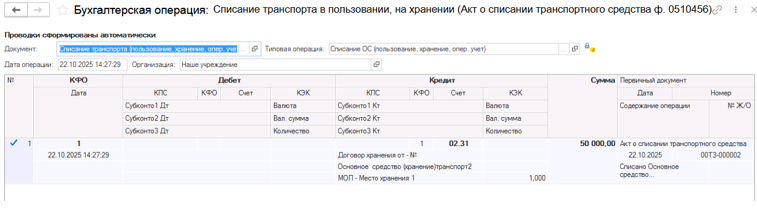 Бухгалтерская операция: Списание транспорта в пользовании, на хранении (Акт о списании транспортного средства ф. 0510456)
Проводки сформированы автоматически
Документ: Списание транспорта (пользование, хранение, опер. учет ... Типовая операция: Списание ОС (пользование, хранение, опер. учет) ...
Дата операции: 22.10.2025 14:27:29 Организация: Наше учреждение
№ КФО Дебет Кредит Сумма Первичный документ
Дата КПС КФО Счет КЭК КПС КФО Счет КЭК Дата Номер
Субконто1 Дт Валюта Субконто1 Кт Валюта Содержание операции № Ж/О
Субконто2 Дт Вал. сумма Субконто2 Кт Вал. сумма
Субконто3 Дт Количество Субконто3 Кт Количество
1 1 1 02.31 50 000,00 Акт о списании транспортного средства
22.10.2025 14:27:29 Договор хранения от - № 22.10.2025 00ТЗ-000002
Основное средство (хранение)транспорт2 Списано Основное
средство...
МОЛ - Место хранения 1 1,000